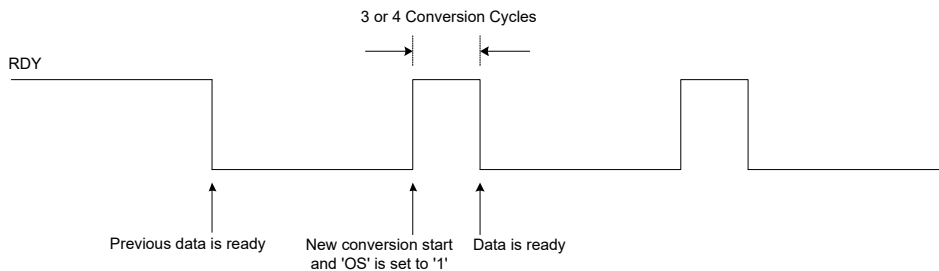 3 or 4 Conversion Cycles
RDY
Previous data is ready
New conversion start
and 'OS' is set to '1'
Data is ready